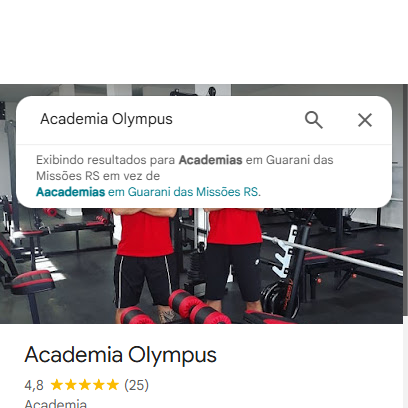 Academia Olympus
Exibindo resultados para Academias em Guarani das
Missões RS em vez de
Aacademias em Guarani das Missões RS.
Academia Olympus
4,8 ★★★★★ (25)
Academia